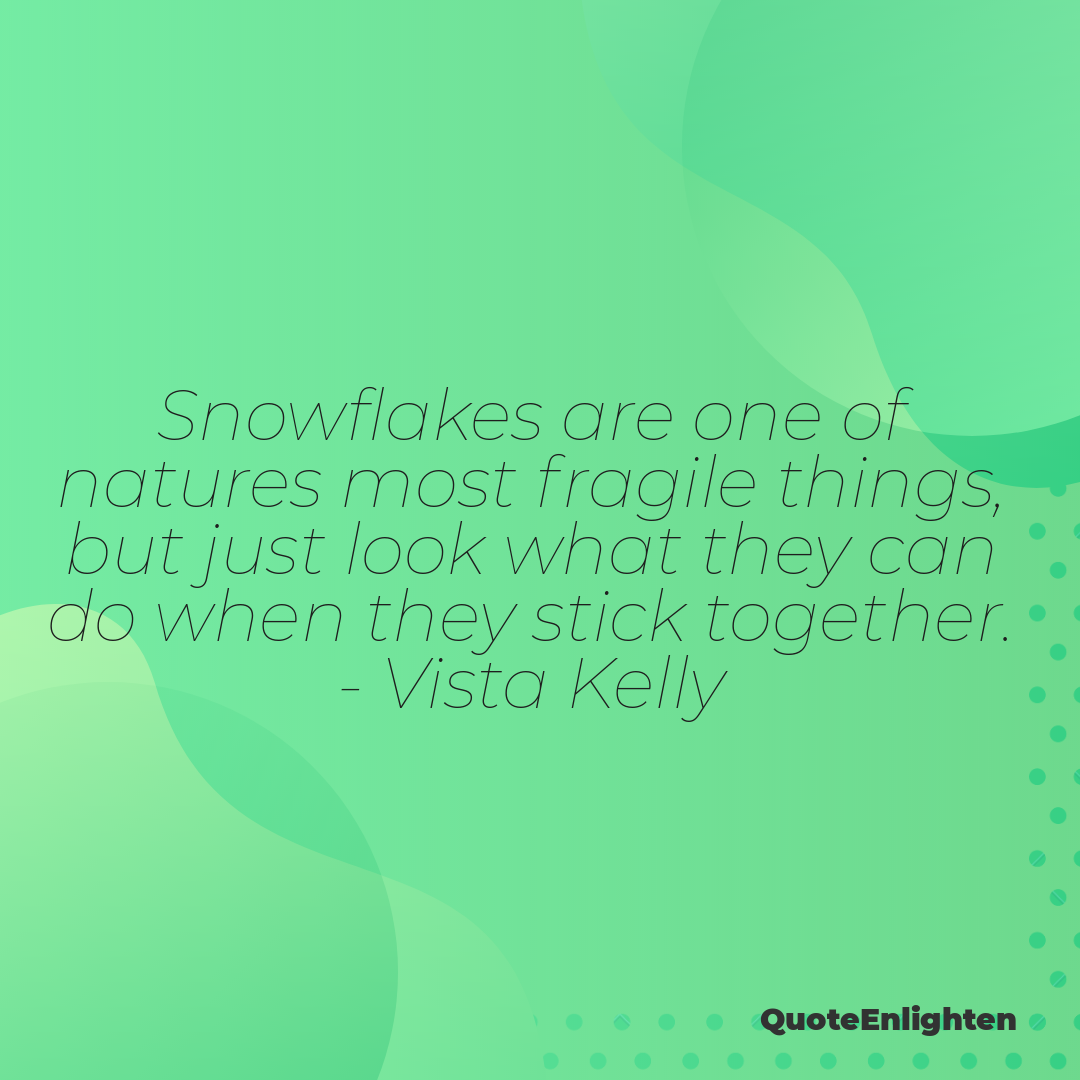 Snowflakes are one of
natures most fragile things,
but just look what they can
do when they stick together.
- Vista Kelly
QuoteEnlighten